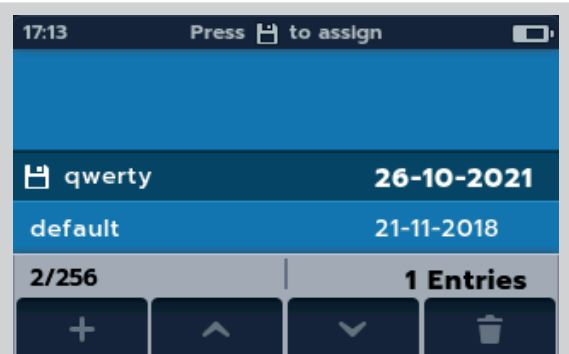 17:13 Press to assign
qwerty 26-10-2021
default 21-11-2018
2/256 1 Entries